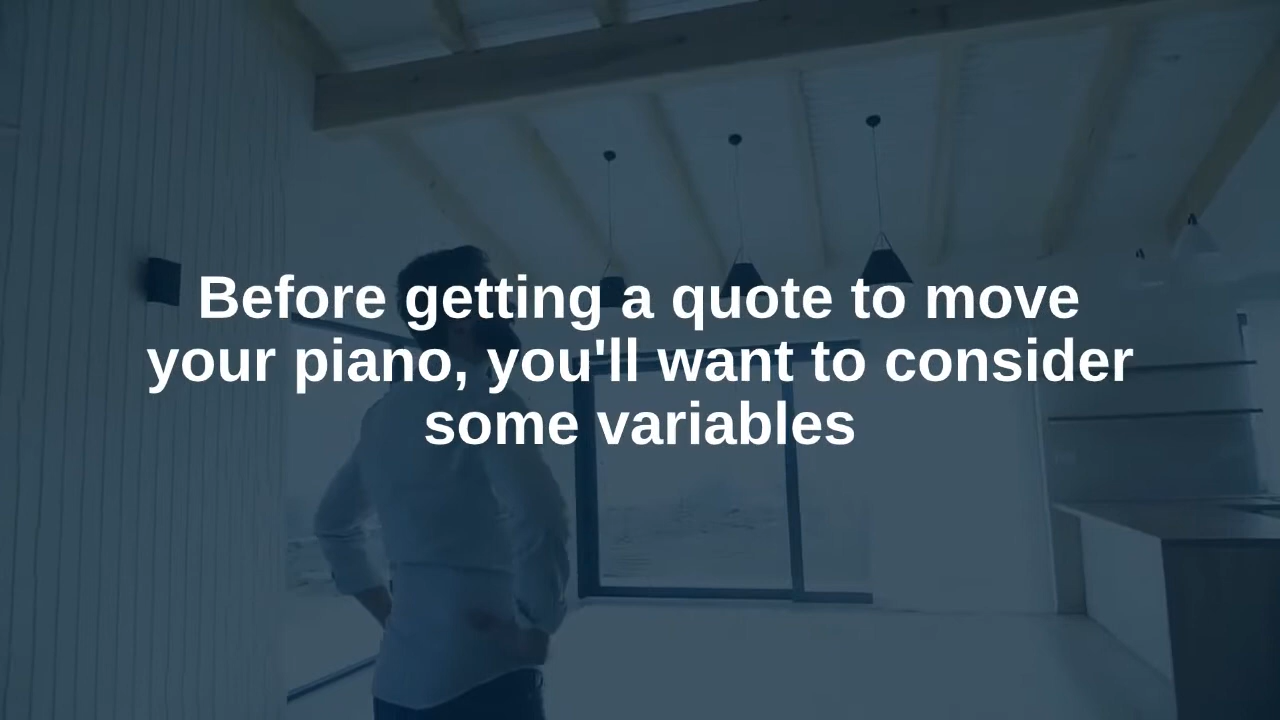 Before getting a quote to move
your piano, you'll want to consider
some variables